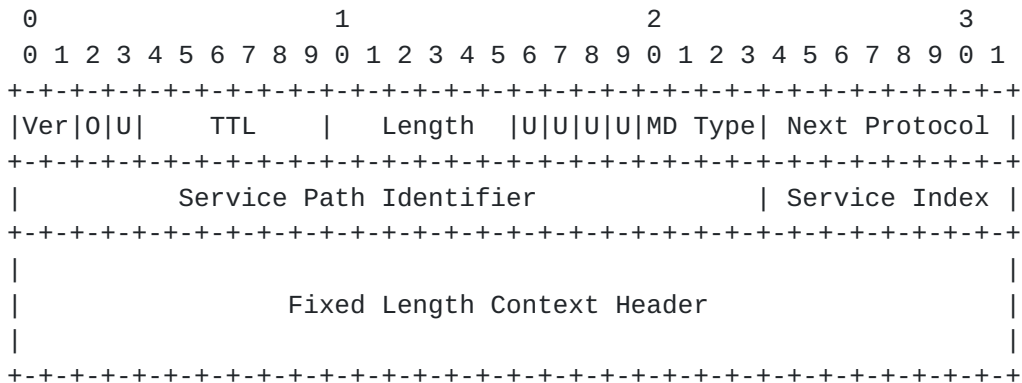 0                   1                   2                   3
 0 1 2 3 4 5 6 7 8 9 0 1 2 3 4 5 6 7 8 9 0 1 2 3 4 5 6 7 8 9 0 1
+-+-+-+-+-+-+-+-+-+-+-+-+-+-+-+-+-+-+-+-+-+-+-+-+-+-+-+-+-+-+-+-+
|Ver|O|U|    TTL    |   Length  |U|U|U|U|MD Type| Next Protocol |
+-+-+-+-+-+-+-+-+-+-+-+-+-+-+-+-+-+-+-+-+-+-+-+-+-+-+-+-+-+-+-+-+
|          Service Path Identifier              | Service Index |
+-+-+-+-+-+-+-+-+-+-+-+-+-+-+-+-+-+-+-+-+-+-+-+-+-+-+-+-+-+-+-+-+
|                                                               |
|                 Fixed Length Context Header                   |
|                                                               |
+-+-+-+-+-+-+-+-+-+-+-+-+-+-+-+-+-+-+-+-+-+-+-+-+-+-+-+-+-+-+-+-+